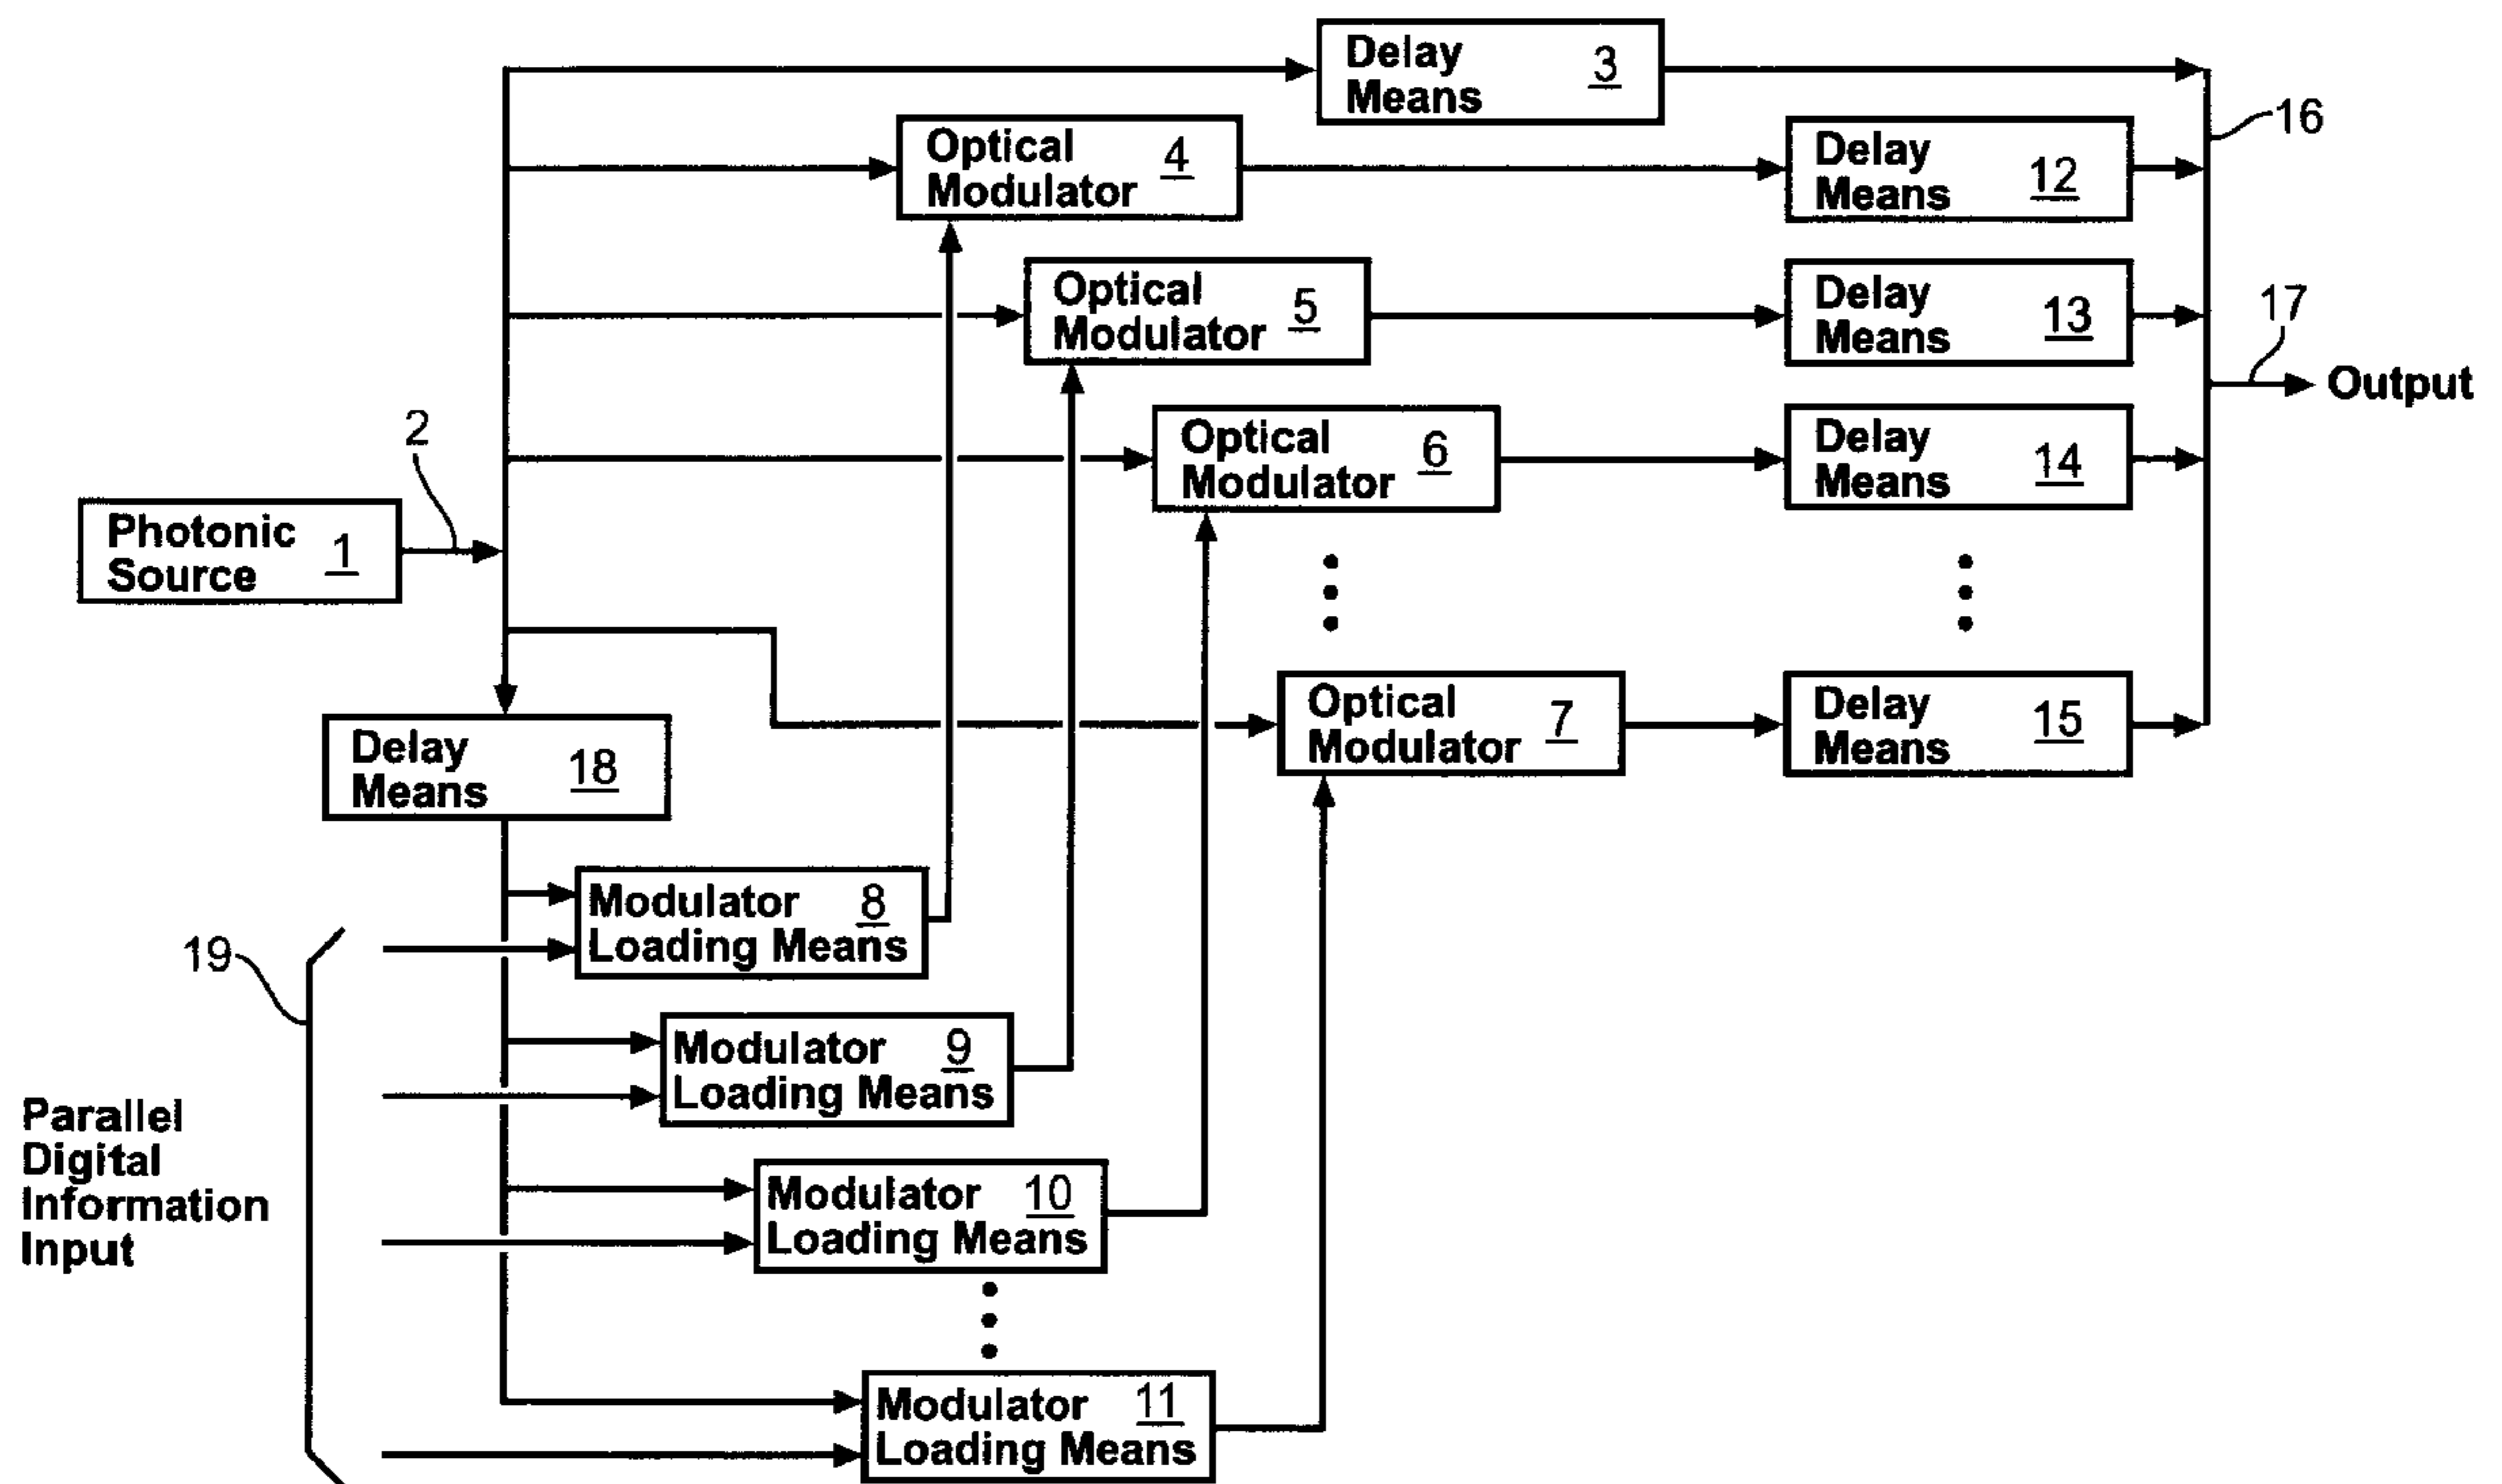 Delay
Means 3
16
Optical
Modulator 4
Delay
Means 12
Optical
Modulator 5
Delay
Means 13
17
Output
2
Optical
Modulator 6
Delay
Means 14
Photonic
Source 1
Optical
Modulator 7
Delay
Means 15
Delay
Means 18
Modulator
Loading Means 8
19
Modulator
Loading Means 9
Parallel
Digital
Information
Input
Modulator
Loading Means 10
Modulator
Loading Means 11